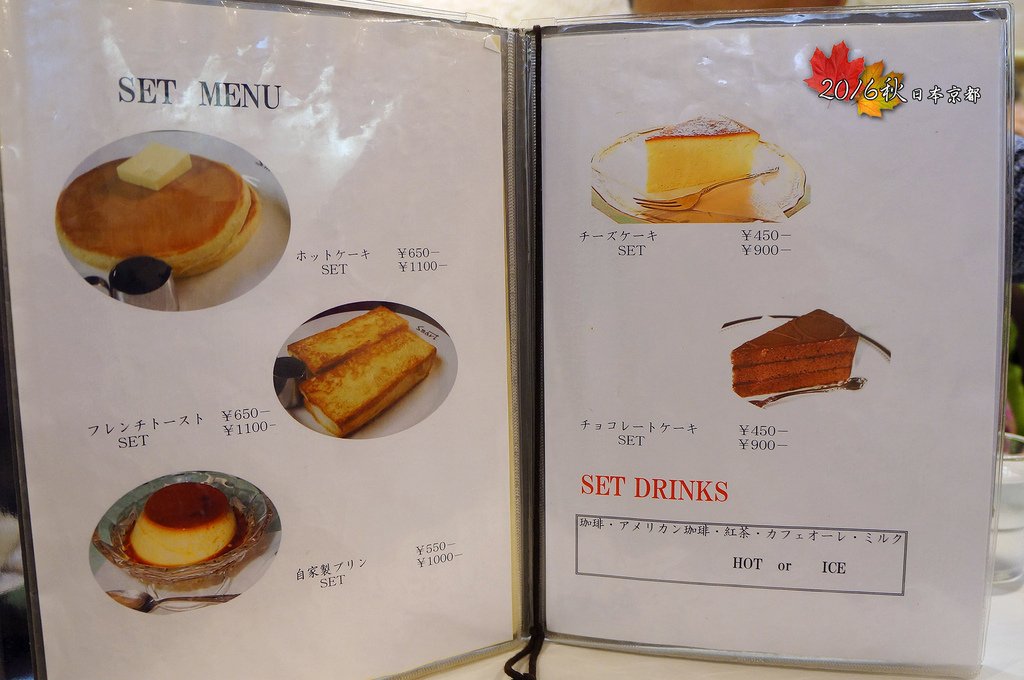 SET MENU
ホットケーキ ￥650−
SET ￥1100−
Smart
フレンチトースト ￥650−
SET ￥1100−
自家製プリン ￥550−
SET ￥1000−
2016秋 日本京都
チーズケーキ ￥450−
SET ￥900−
チョコレートケーキ ￥450−
SET ￥900−
SET DRINKS
珈琲・アメリカン珈琲・紅茶・カフェオーレ・ミルク
HOT or ICE